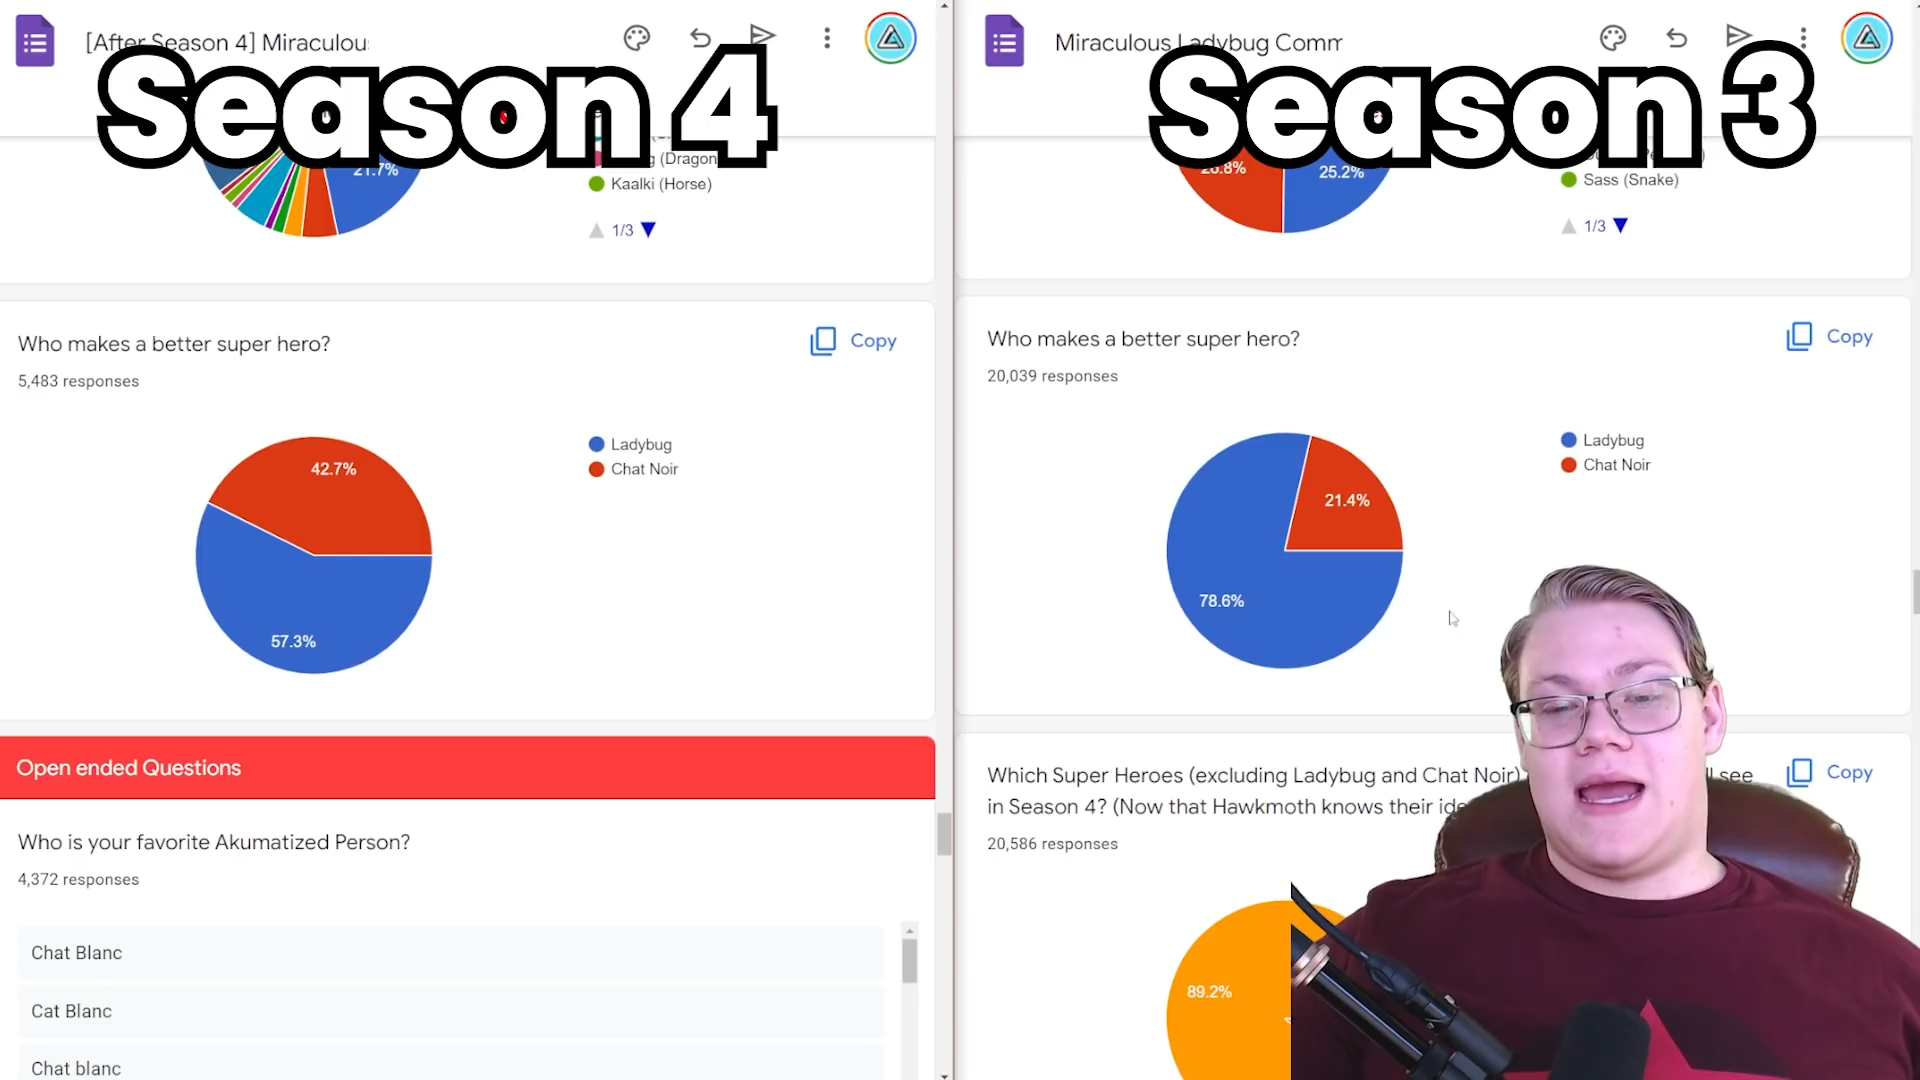 [After Season 4] Miraculou
Season 4
(Dragon
Kaalki (Horse)
21.7%
1/3
Who makes a better super hero?
Copy
5,483 responses
Ladybug
Chat Noir
42.7%
57.3%
Open ended Questions
Who is your favorite Akumatized Person?
4,372 responses
Chat Blanc
Cat Blanc
Chat blanc
Miraculous Ladybug Comm
Season 3
25.2%
Sass (Snake)
1/3
Who makes a better super hero?
Copy
20,039 responses
Ladybug
Chat Noir
21.4%
78.6%
Which Super Heroes (excluding Ladybug and Chat Noir) see
Copy
in Season 4? (Now that Hawkmoth knows their
20,586 responses
89.2%